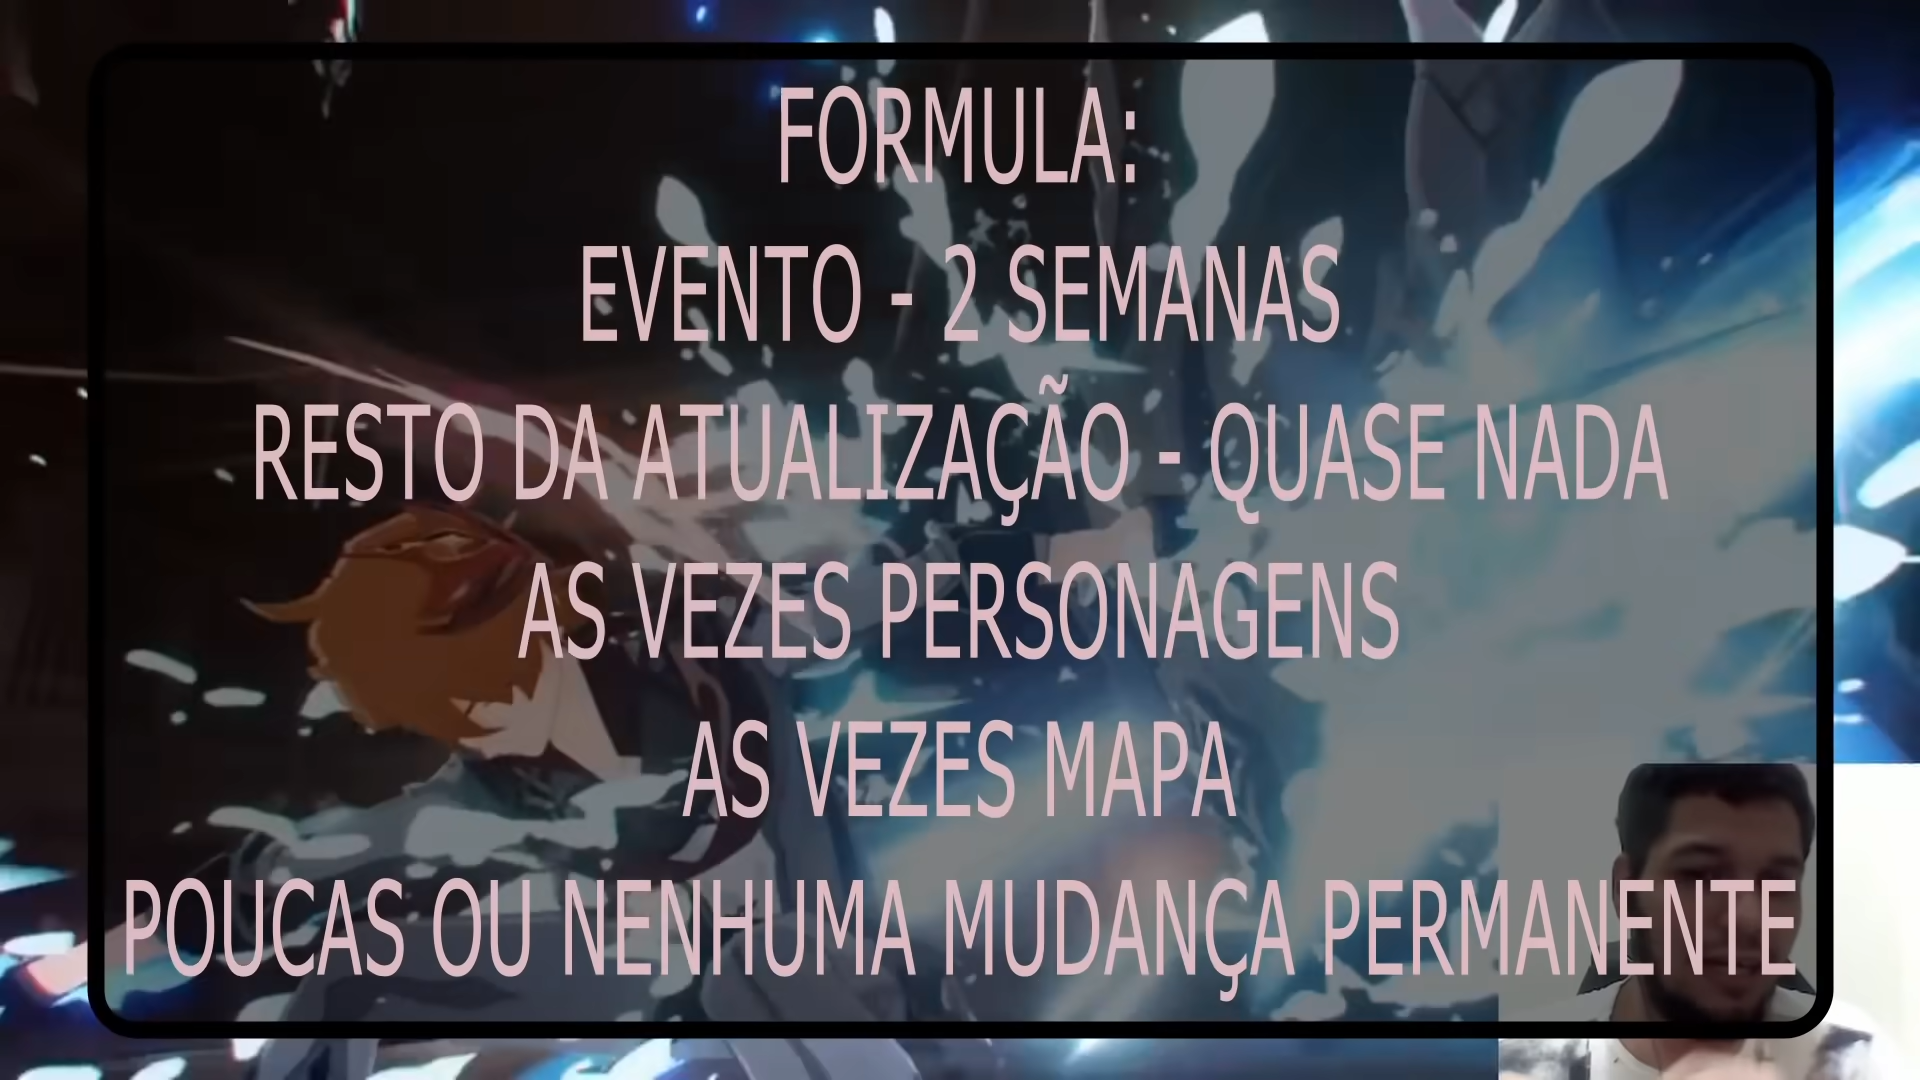 FORMULA:
EVENTO - 2 SEMANAS
RESTO DA ATUALIZAÇÃO - QUASE NADA
AS VEZES PERSONAGENS
AS VEZES MAPA
POUCAS OU NENHUMA MUDANÇA PERMANENTE